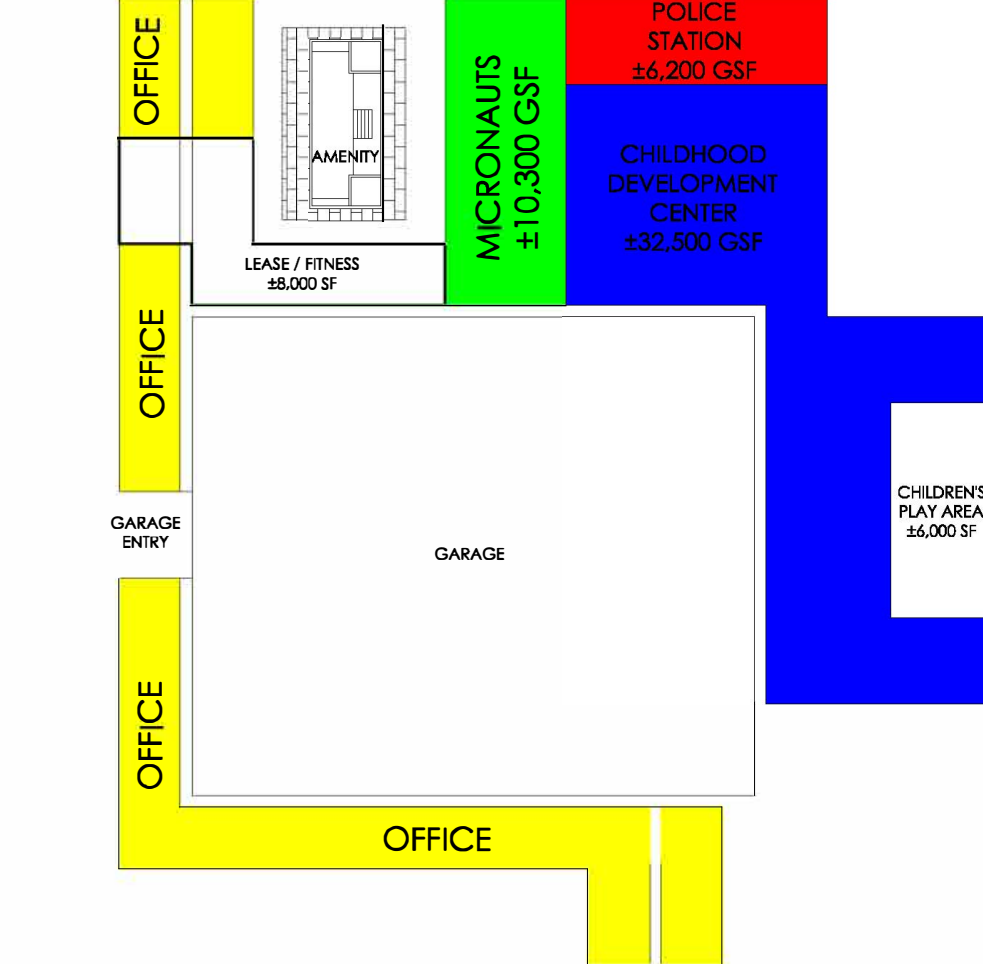 OFFICE
POLICE
STATION
±6,200 GSF
MICRONAUTS
±10,300 GSF
AMENITY
CHILDHOOD
DEVELOPMENT
CENTER
±32,500 GSF
LEASE / FITNESS
±8,000 SF
OFFICE
GARAGE
ENTRY
GARAGE
CHILDREN'S
PLAY AREA
±6,000 SF
OFFICE
OFFICE